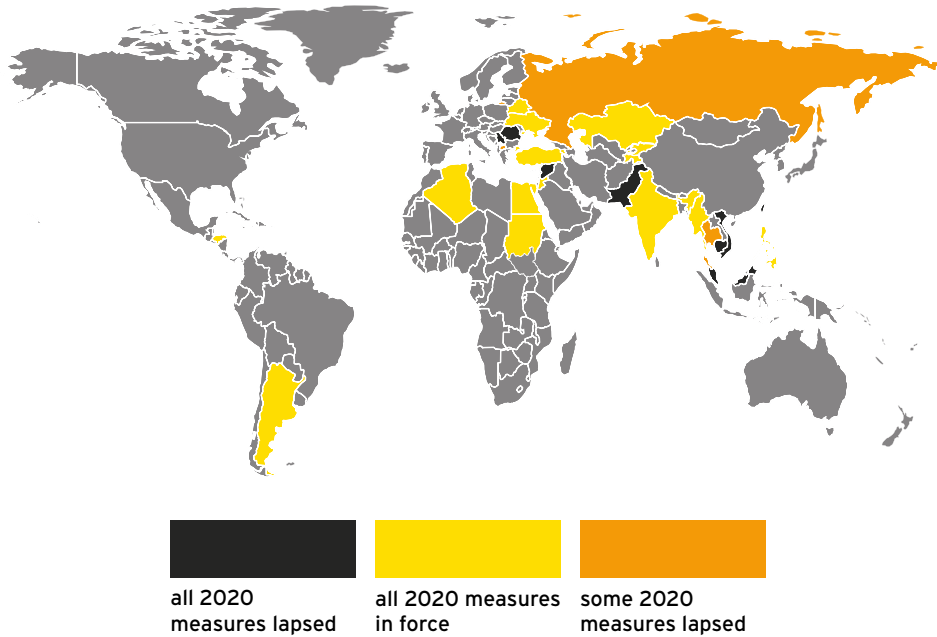 all 2020
measures lapsed
all 2020 measures
in force
some 2020
measures lapsed